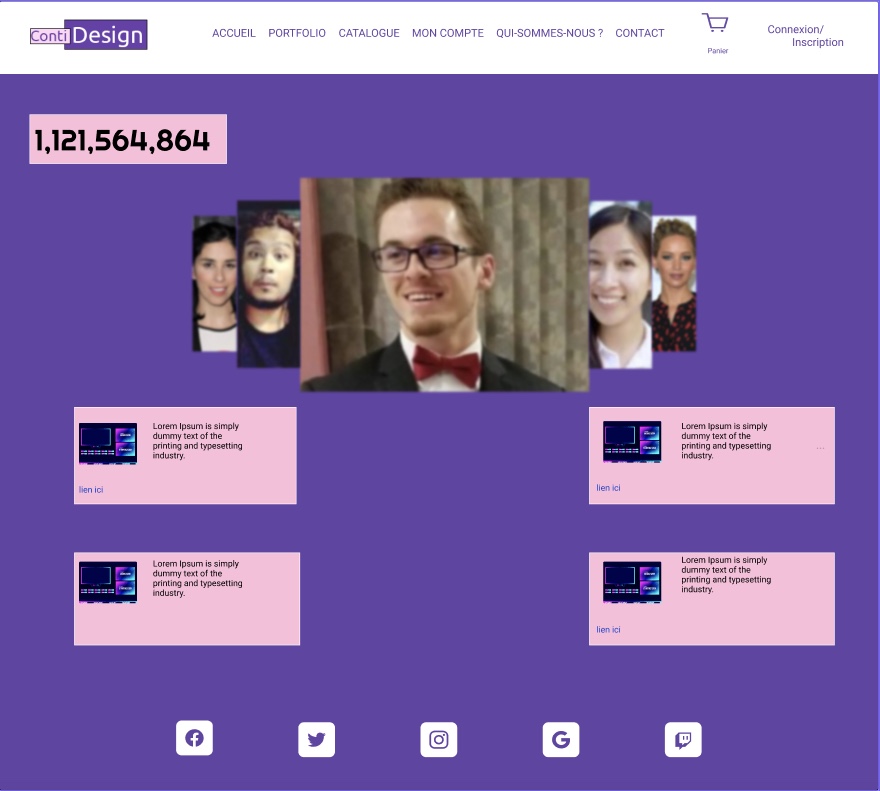 Conti Design
ACCUEIL PORTFOLIO CATALOGUE MON COMPTE QUI-SOMMES-NOUS ? CONTACT
Panier
Connexion/
Inscription
1,121,564,864
Lorem Ipsum is simply
dummy text of the
printing and typesetting
industry.
lien ici
Lorem Ipsum is simply
dummy text of the
printing and typesetting
industry.
...
lien ici
Lorem Ipsum is simply
dummy text of the
printing and typesetting
industry.
Lorem Ipsum is simply
dummy text of the
printing and typesetting
industry.
lien ici